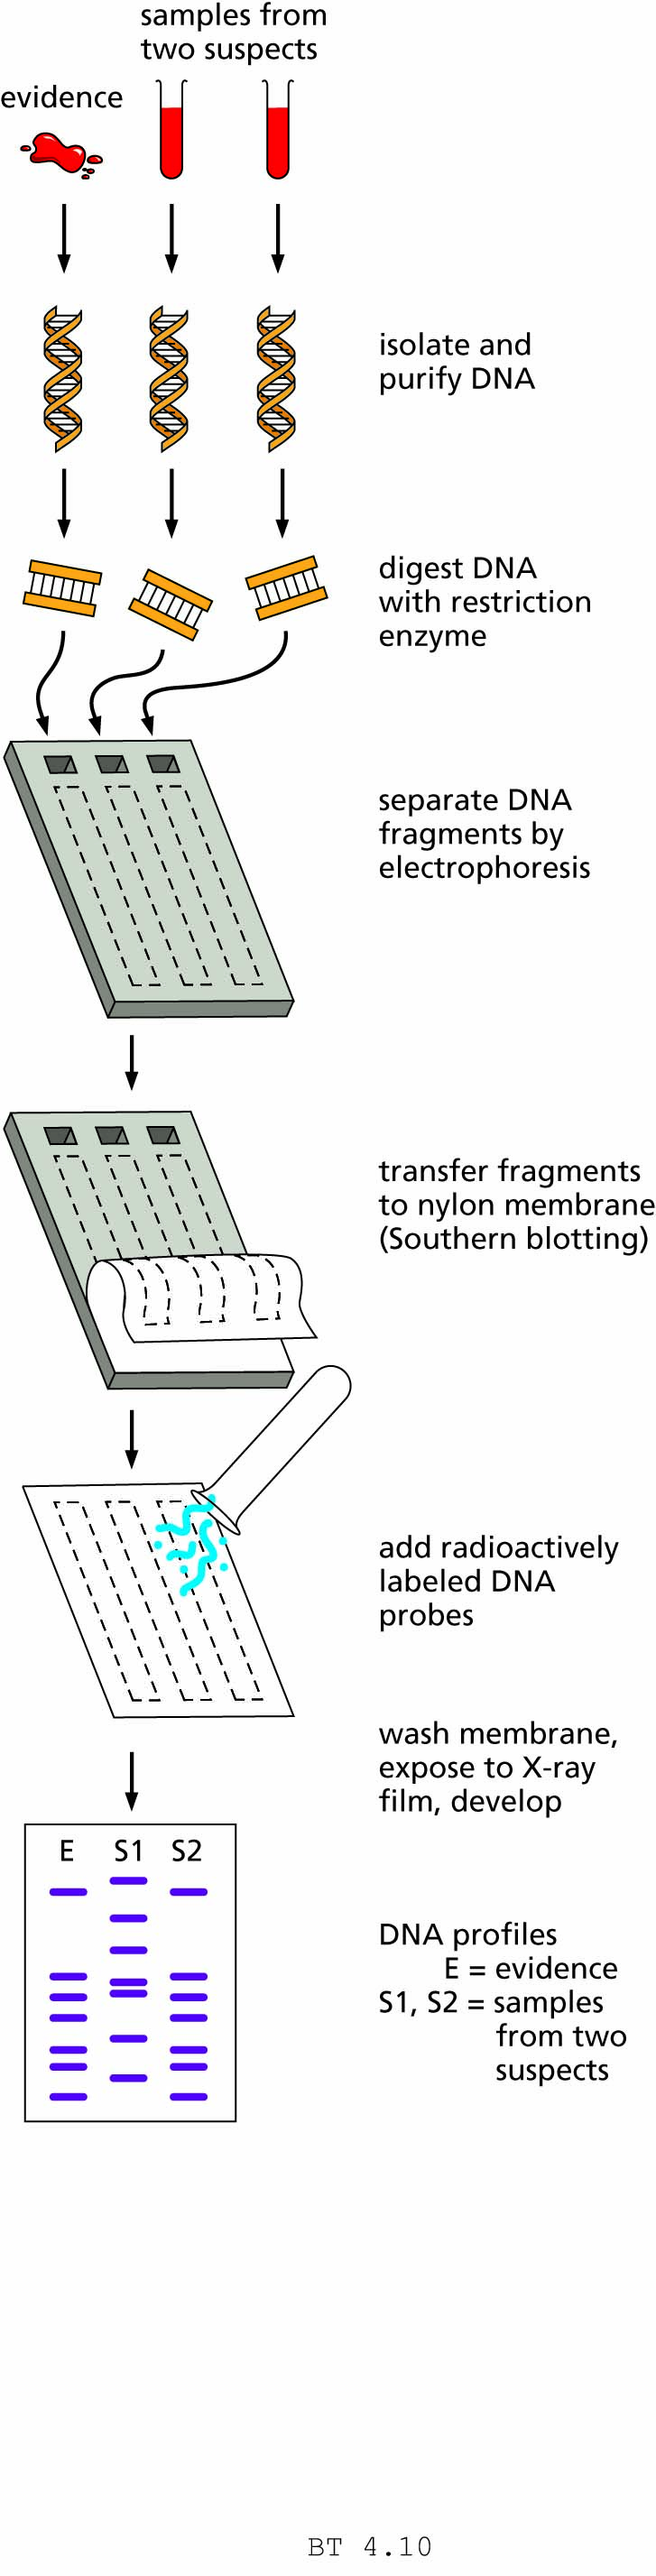 samples from
two suspects
evidence
isolate and
purify DNA
digest DNA
with restriction
enzyme
separate DNA
fragments by
electrophoresis
transfer fragments
to nylon membrane
(Southern blotting)
add radioactively
labeled DNA
probes
wash membrane,
expose to X-ray
film, develop
E S1 S2
DNA profiles
E = evidence
S1, S2 = samples
from two
suspects
BT 4.10